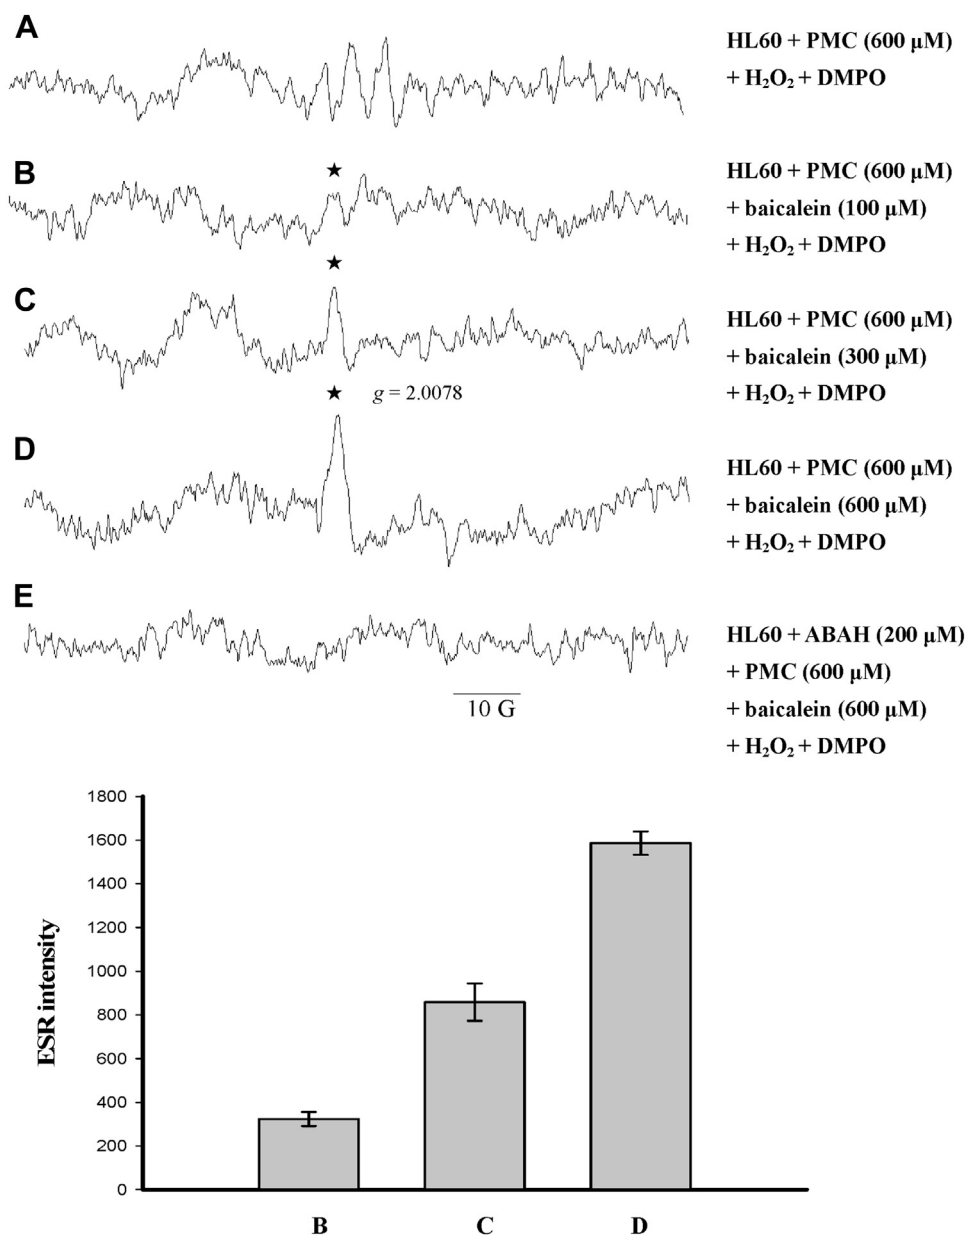 A
HL60 + PMC (600 µM)
+ H₂O₂ + DMPO
B
★
HL60 + PMC (600 µM)
+ baicalein (100 µM)
+ H₂O₂ + DMPO
★
C
HL60 + PMC (600 µM)
+ baicalein (300 µM)
+ H₂O₂ + DMPO
★ g = 2.0078
D
HL60 + PMC (600 µM)
+ baicalein (600 µM)
+ H₂O₂ + DMPO
E
HL60 + ABAH (200 µM)
+ PMC (600 µM)
+ baicalein (600 µM)
+ H₂O₂ + DMPO
10 G
ESR intensity
1800
1600
1400
1200
1000
800
600
400
200
0
B C D